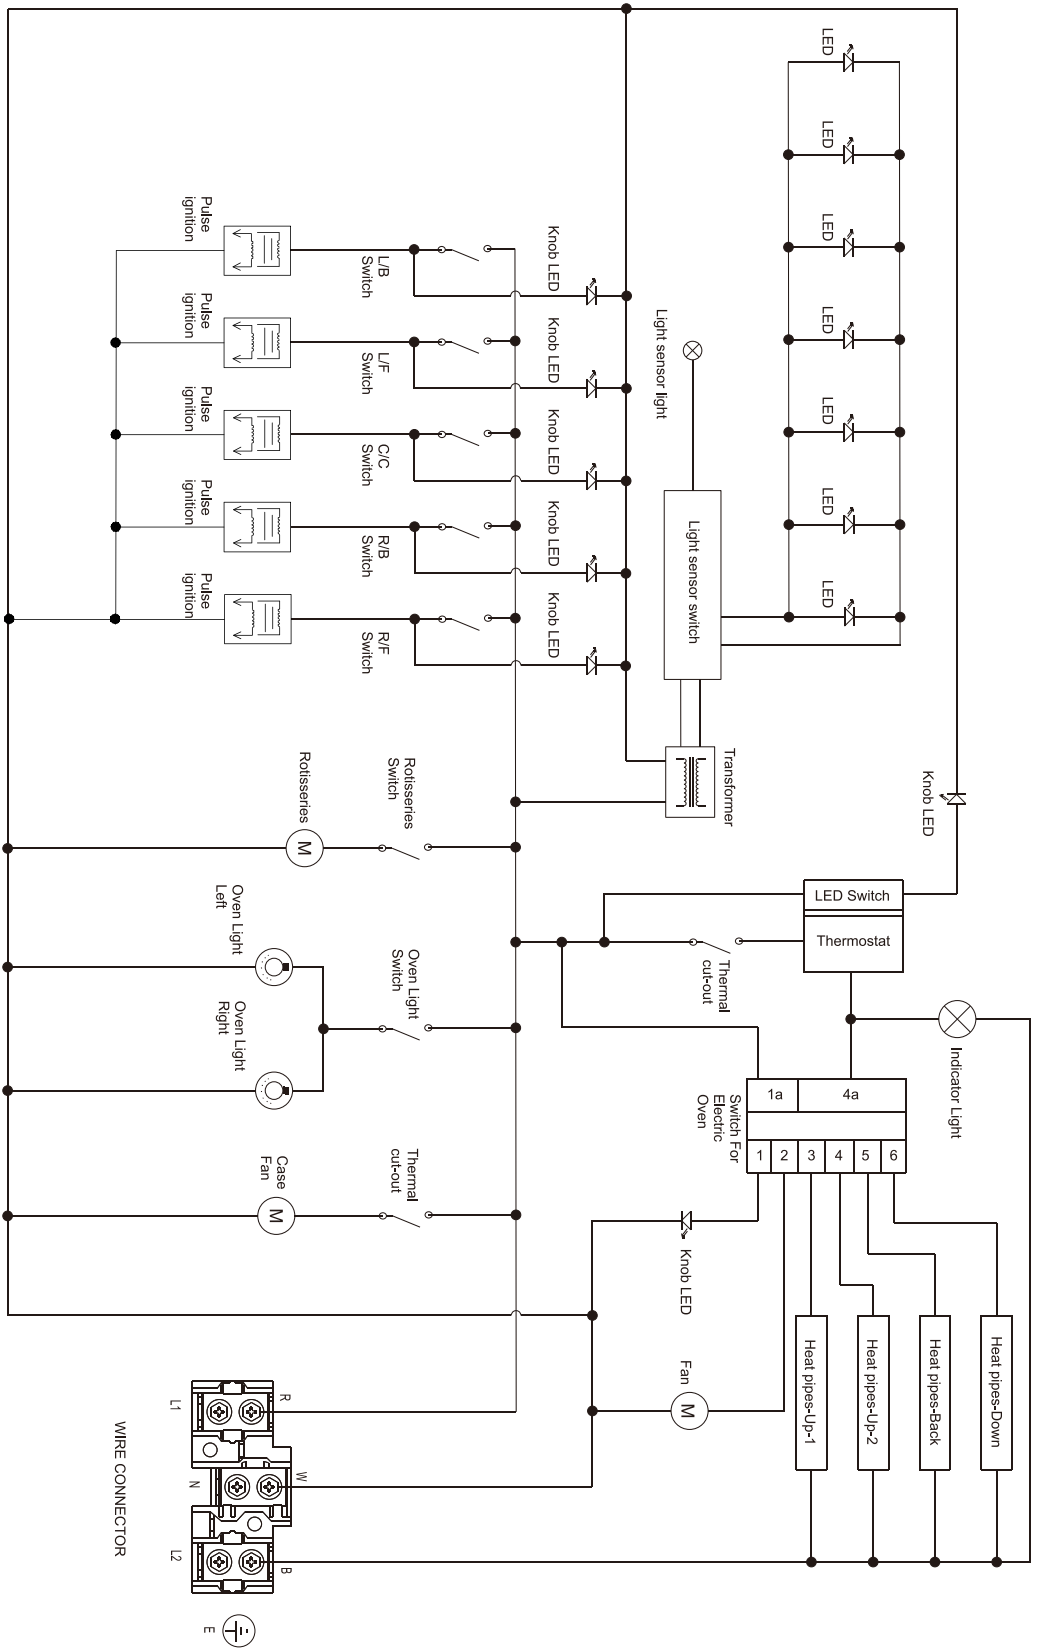 LED
LED
LED
LED
LED
LED
LED
Knob LED
Knob LED
Knob LED
Knob LED
Knob LED
Light sensor light
Light sensor switch
Transformer
Pulse
ignition
Pulse
ignition
Pulse
ignition
Pulse
ignition
Pulse
ignition
L/B
Switch
L/F
Switch
C/C
Switch
R/B
Switch
R/F
Switch
Rotisseries
M
Rotisseries
Switch
Knob LED
LED Switch
Thermostat
Thermal
cut-out
Oven Light
Left
Oven Light
Right
Oven Light
Switch
Indicator Light
1a
4a
Switch For
Electric
Oven
1
2
3
4
5
6
Case
Fan
M
Thermal
cut-out
Knob LED
Fan
M
Heat pipes-Up-1
Heat pipes-Up-2
Heat pipes-Back
Heat pipes-Down
R
L1
W
N
B
L2
WIRE CONNECTOR
E